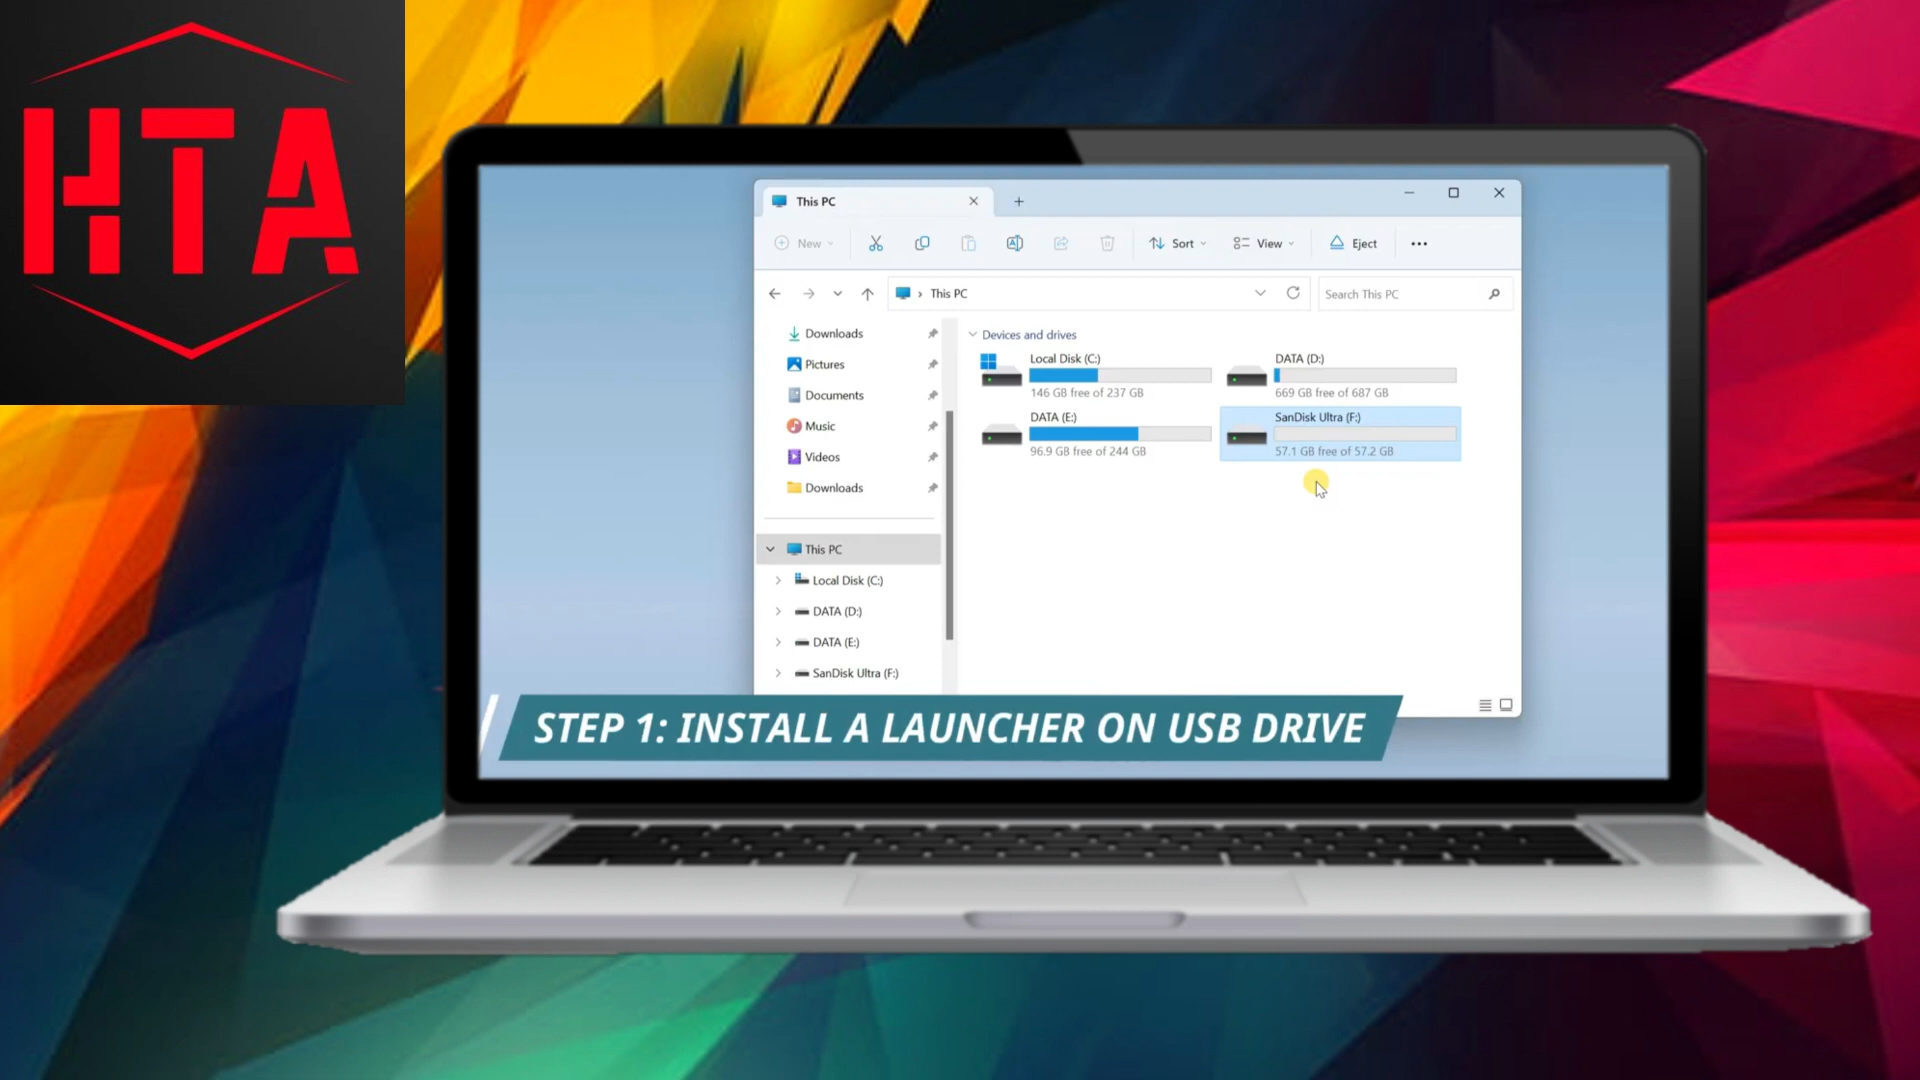 HTA
This PC
New
Sort
View
Eject
This PC
Search This PC
Downloads
Pictures
Documents
Music
Videos
Downloads
This PC
Local Disk (C:)
DATA (D:)
DATA (E:)
SanDisk Ultra (F:)
Devices and drives
Local Disk (C:)
146 GB free of 237 GB
DATA (D:)
669 GB free of 687 GB
DATA (E:)
96.9 GB free of 244 GB
SanDisk Ultra (F:)
57.1 GB free of 57.2 GB
STEP 1: INSTALL A LAUNCHER ON USB DRIVE